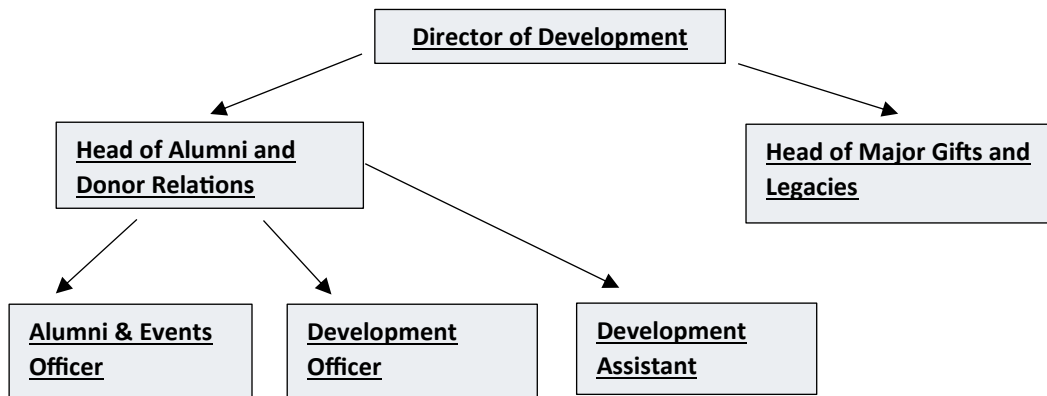 Director of Development
Head of Alumni and
Donor Relations
Head of Major Gifts and
Legacies
Alumni & Events
Officer
Development
Officer
Development
Assistant